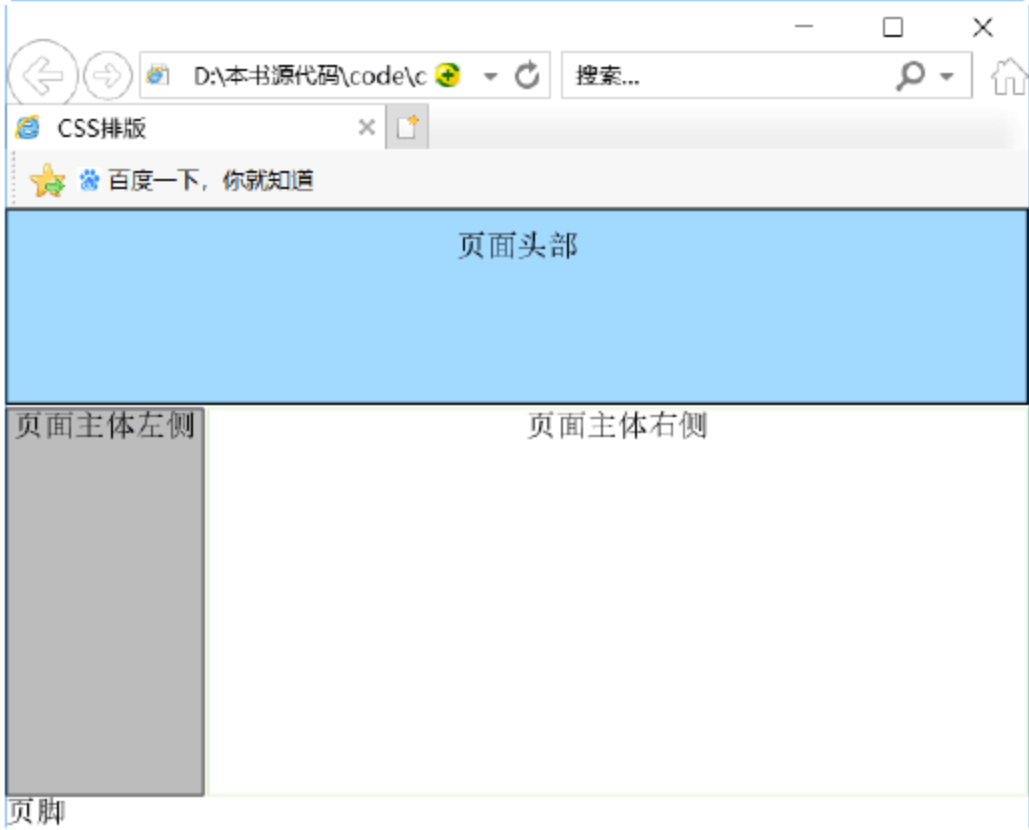 D:\本书源代码\code\c
搜索...
CSS排版
百度一下，你就知道
页面头部
页面主体左侧
页面主体右侧
页脚